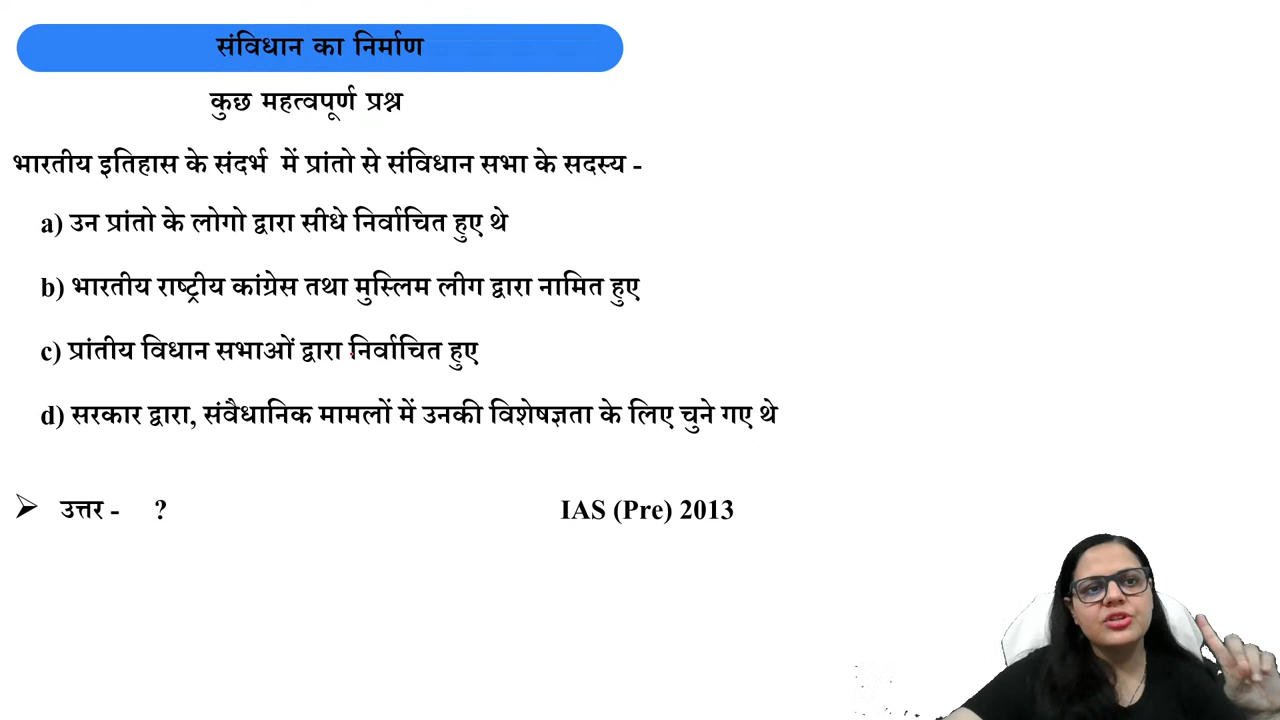 संविधान का निर्माण
कुछ महत्वपूर्ण प्रश्न
भारतीय इतिहास के संदर्भ में प्रांतो से संविधान सभा के सदस्य -
a) उन प्रांतो के लोगो द्वारा सीधे निर्वाचित हुए थे
b) भारतीय राष्ट्रीय कांग्रेस तथा मुस्लिम लीग द्वारा नामित हुए
c) प्रांतीय विधान सभाओं द्वारा निर्वाचित हुए
d) सरकार द्वारा, संवैधानिक मामलों में उनकी विशेषज्ञता के लिए चुने गए थे
➢ उत्तर - ? IAS (Pre) 2013